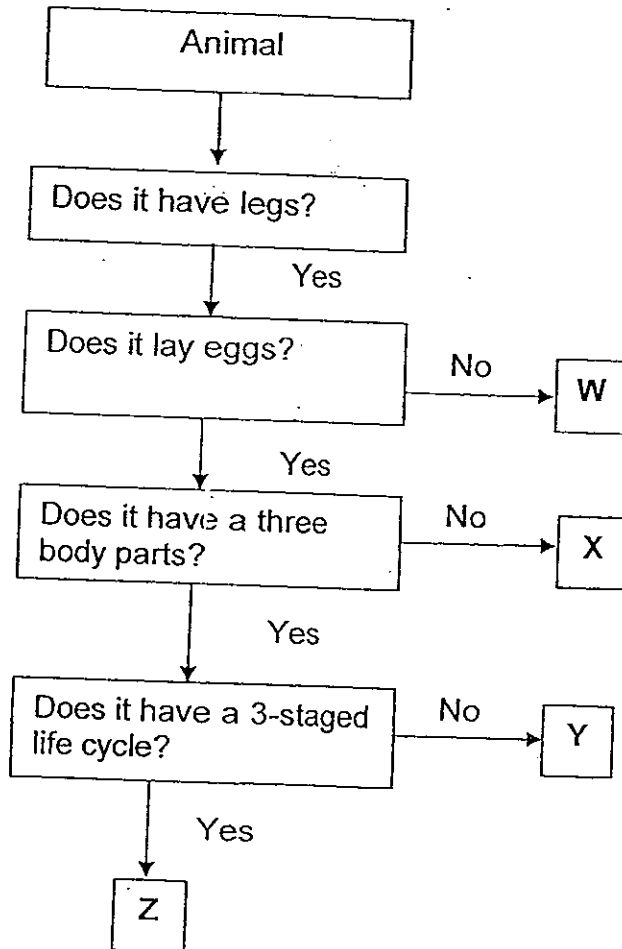 Animal
Does it have legs?
Yes
Does it lay eggs?
No
W
Yes
Does it have a three
body parts?
No
X
Yes
Does it have a 3-staged
life cycle?
No
Y
Yes
Z